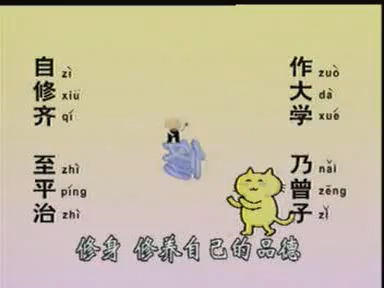 作大学
zuò dà xué
乃曾子
nǎi zēng zǐ
自修齐
zì xiū qí
至平治
zhì píng zhì
修身 修养自己的品德